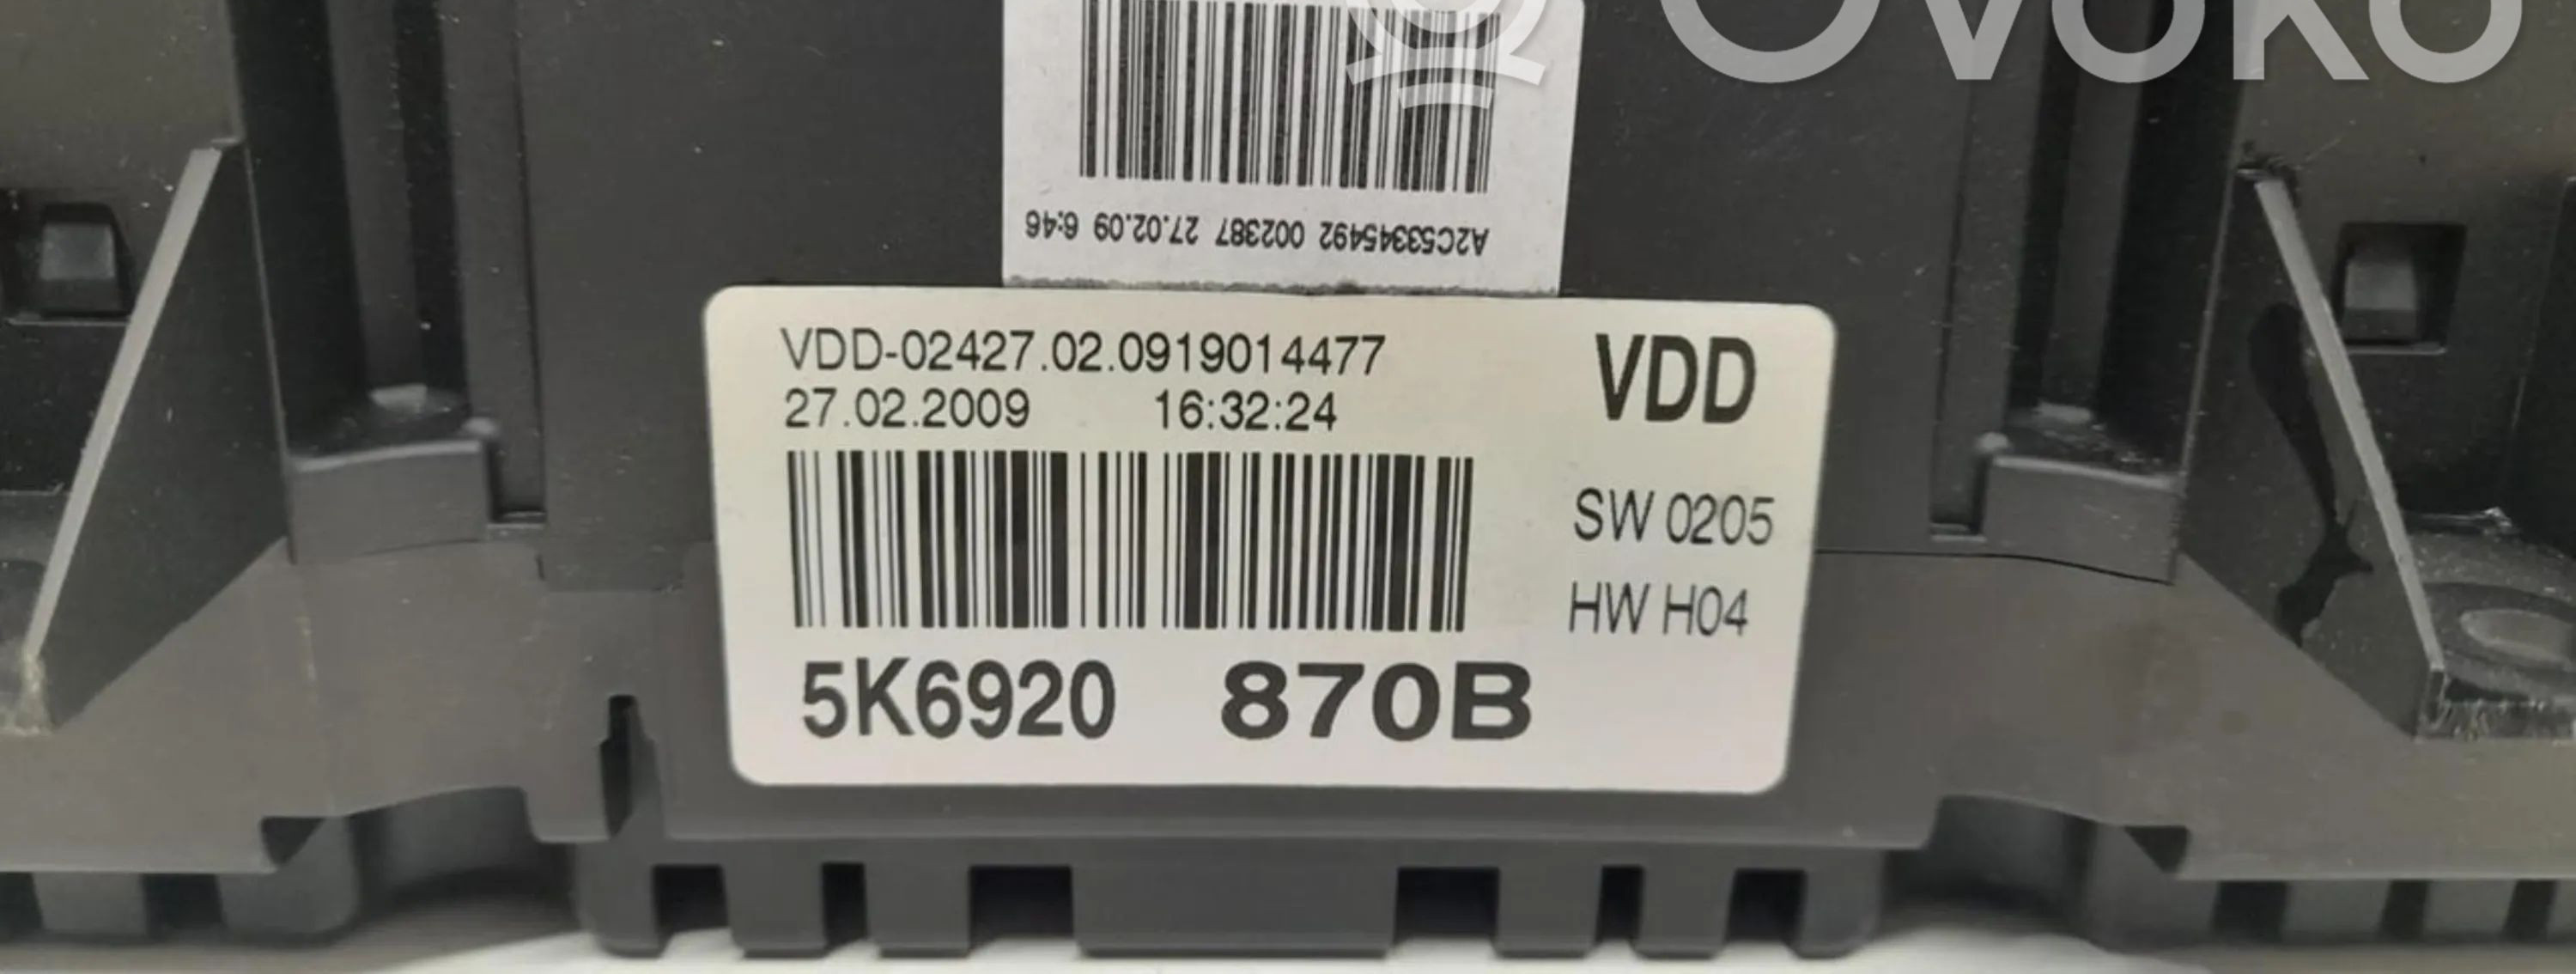 OVOKO
A2C53345492 002387 27.02.09 6:46
VDD-02427.02.0919014477
27.02.2009 16:32:24
VDD
SW 0205
HW H04
5K6920 870B